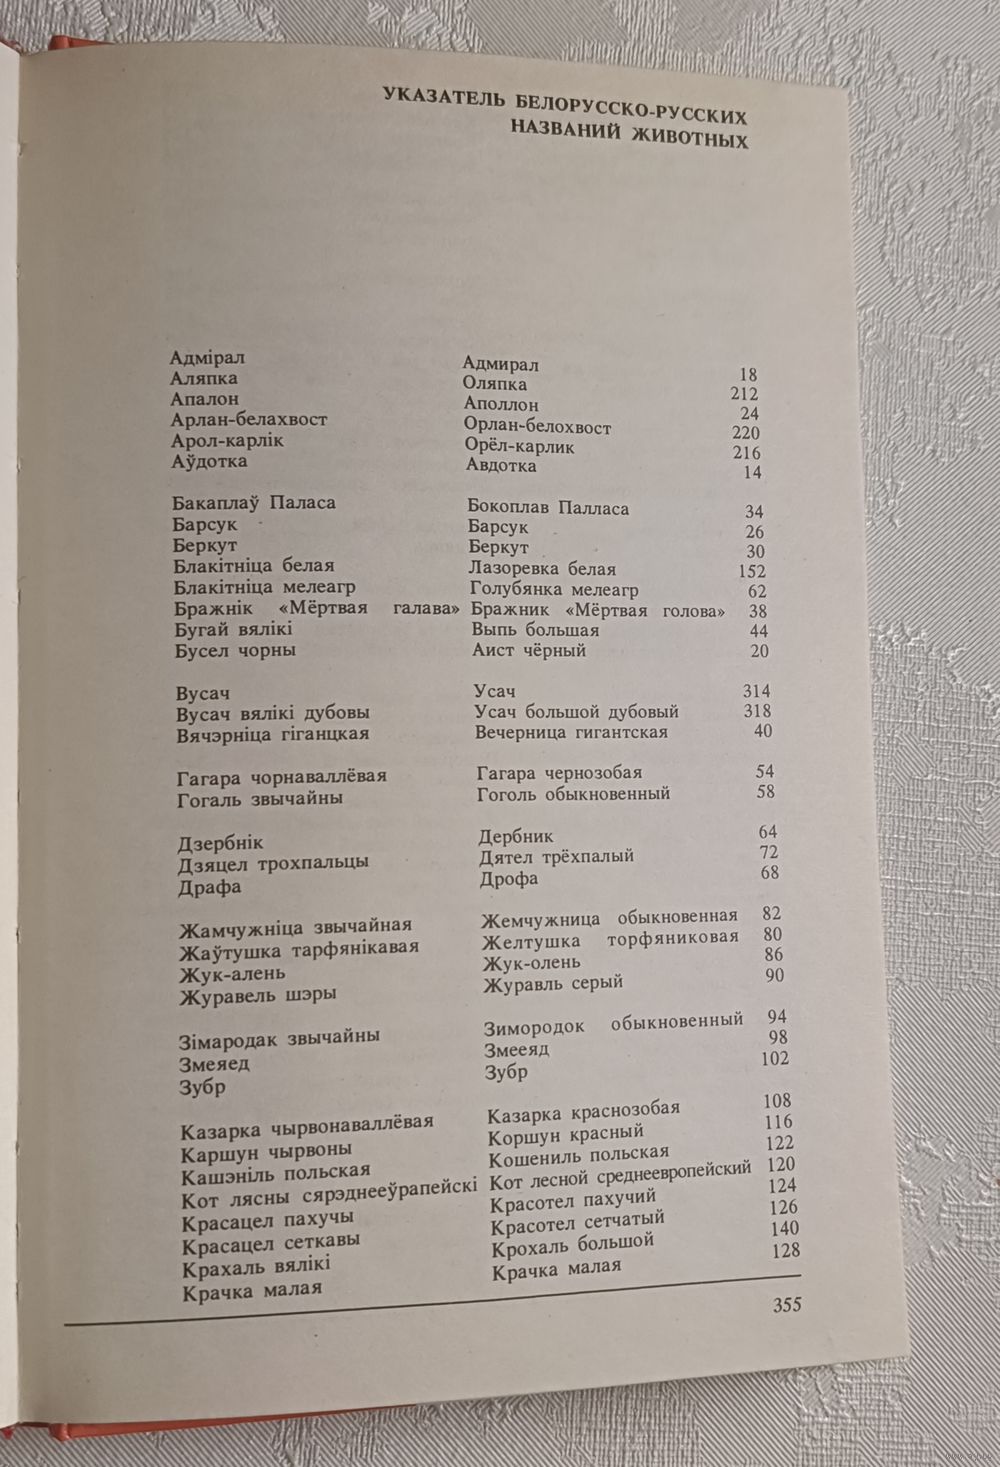 УКАЗАТЕЛЬ БЕЛОРУССКО-РУССКИХ
НАЗВАНИЙ ЖИВОТНЫХ
Адмірал Адмирал 18
Аляпка Оляпка 212
Апалон Аполлон 24
Арлан-белахвост Орлан-белохвост 220
Арол-карлік Орёл-карлик 216
Аўдотка Авдотка 14
Бакаплаў Паласа Бокоплав Палласа 34
Барсук Барсук 26
Беркут Беркут 30
Блакітніца белая Лазоревка белая 152
Блакітніца мелеагр Голубянка мелеагр 62
Бражнік «Мёртвая галава» Бражник «Мёртвая голова» 38
Бугай вялікі Выпь большая 44
Бусел чорны Аист чёрный 20
Вусач Усач 314
Вусач вялікі дубовы Усач большой дубовый 318
Вячэрніца гіганцкая Вечерница гигантская 40
Гагара чорнаваллёвая Гагара чернозобая 54
Гогаль звычайны Гоголь обыкновенный 58
Дзербнік Дербник 64
Дзяцел трохпальцы Дятел трёхпалый 72
Драфа Дрофа 68
Жамчужніца звычайная Жемчужница обыкновенная 82
Жаўтушка тарфянікавая Желтушка торфяниковая 80
Жук-алень Жук-олень 86
Журавель шэры Журавль серый 90
Зімародак звычайны Зимородок обыкновенный 94
Змеяед Змееяд 98
Зубр Зубр 102
Казарка чырвонаваллёвая Казарка краснозобая 108
Каршун чырвоны Коршун красный 116
Кашэніль польская Кошениль польская 122
Кот лясны сярэднееўрапейскі Кот лесной среднеевропейский 120
Красацел пахучы Красотел пахучий 124
Красацел сеткавы Красотел сетчатый 126
Крахаль вялікі Крохаль большой 140
Крачка малая Крачка малая 128
355